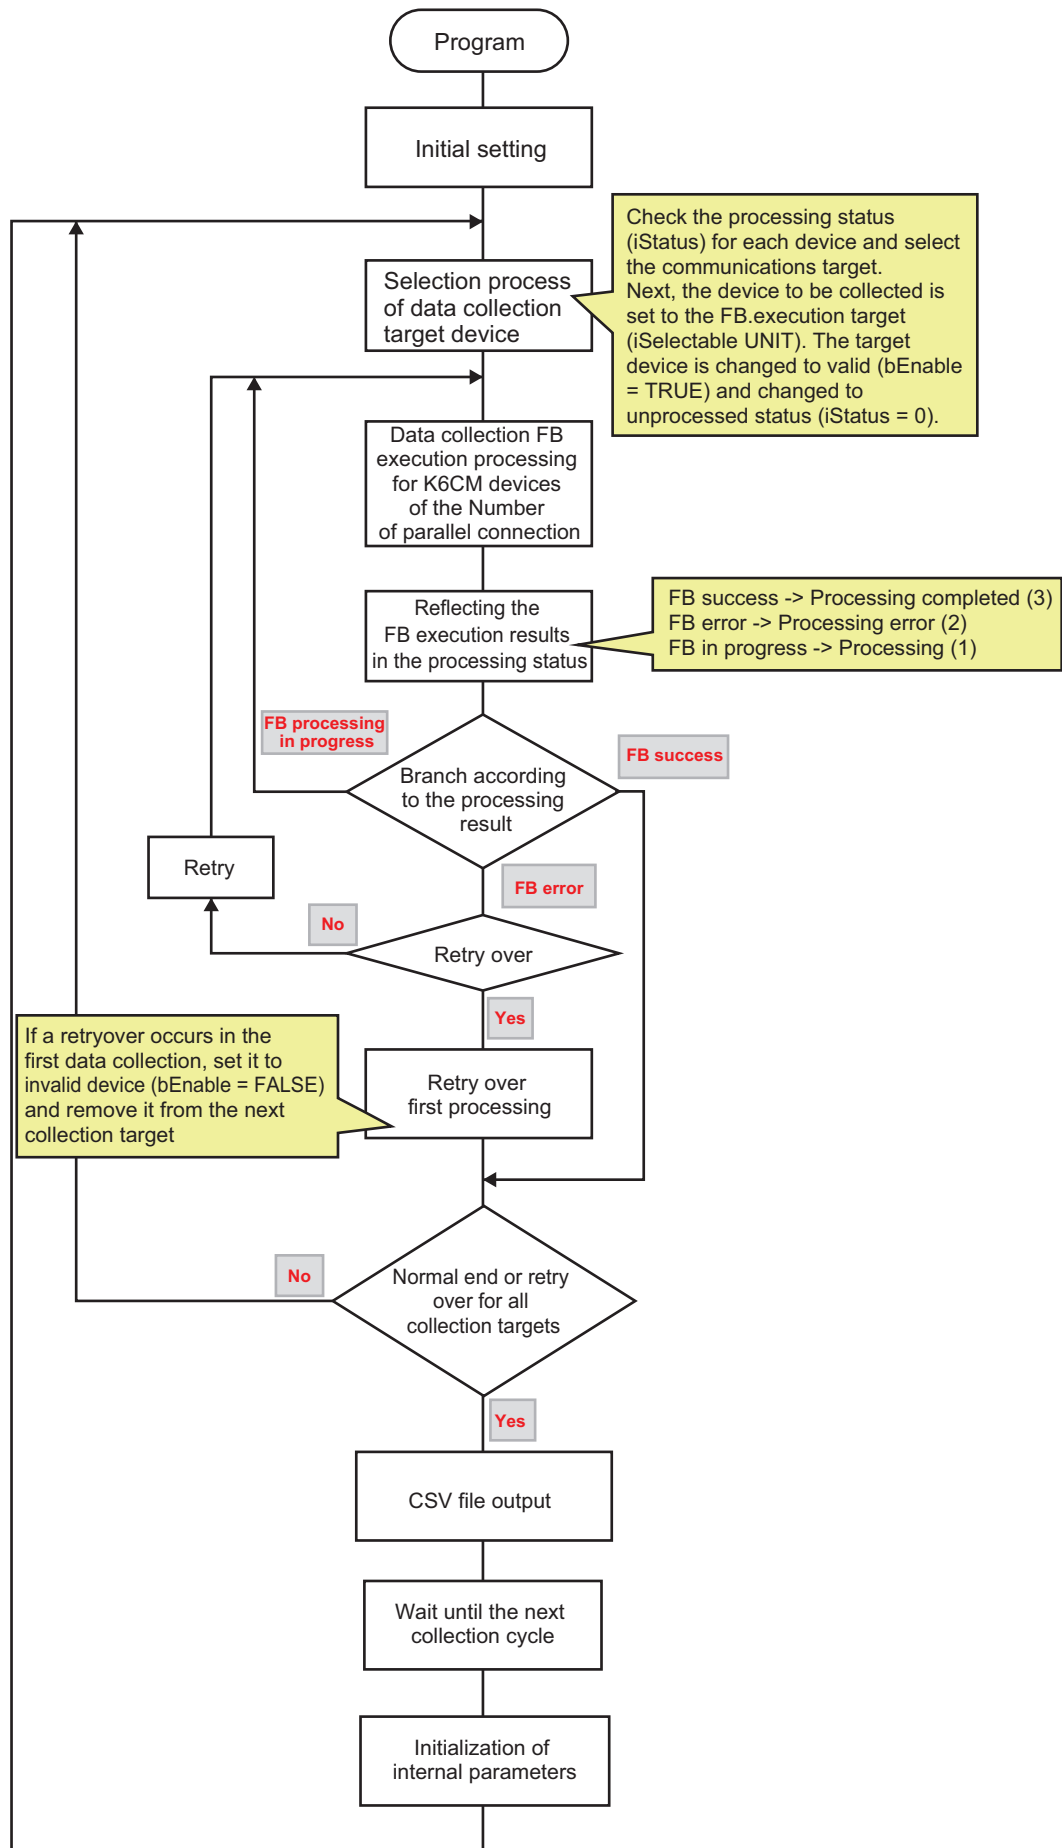 Program
Initial setting
Check the processing status
(iStatus) for each device and select
the communications target.
Next, the device to be collected is
set to the FB.execution target
(iSelectable UNIT). The target
device is changed to valid (bEnable
= TRUE) and changed to
unprocessed status (iStatus = 0).
Selection process
of data collection
target device
Data collection FB
execution processing
for K6CM devices
of the Number
of parallel connection
Reflecting the
FB execution results
in the processing status
FB success -> Processing completed (3)
FB error -> Processing error (2)
FB in progress -> Processing (1)
FB processing
in progress
FB success
Branch according
to the processing
result
Retry
FB error
No
Retry over
Yes
If a retryover occurs in the
first data collection, set it to
invalid device (bEnable = FALSE)
and remove it from the next
collection target
Retry over
first processing
No
Normal end or retry
over for all
collection targets
Yes
CSV file output
Wait until the next
collection cycle
Initialization of
internal parameters